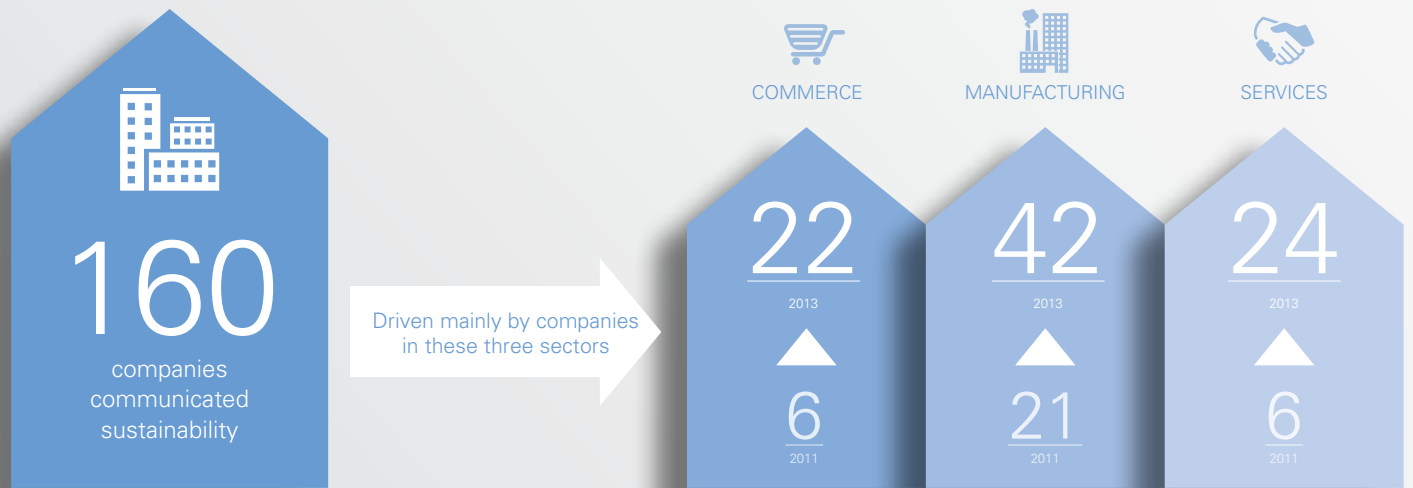 160
companies
communicated
sustainability
Driven mainly by companies
in these three sectors
COMMERCE
22
2013
6
2011
MANUFACTURING
42
2013
21
2011
SERVICES
24
2013
6
2011